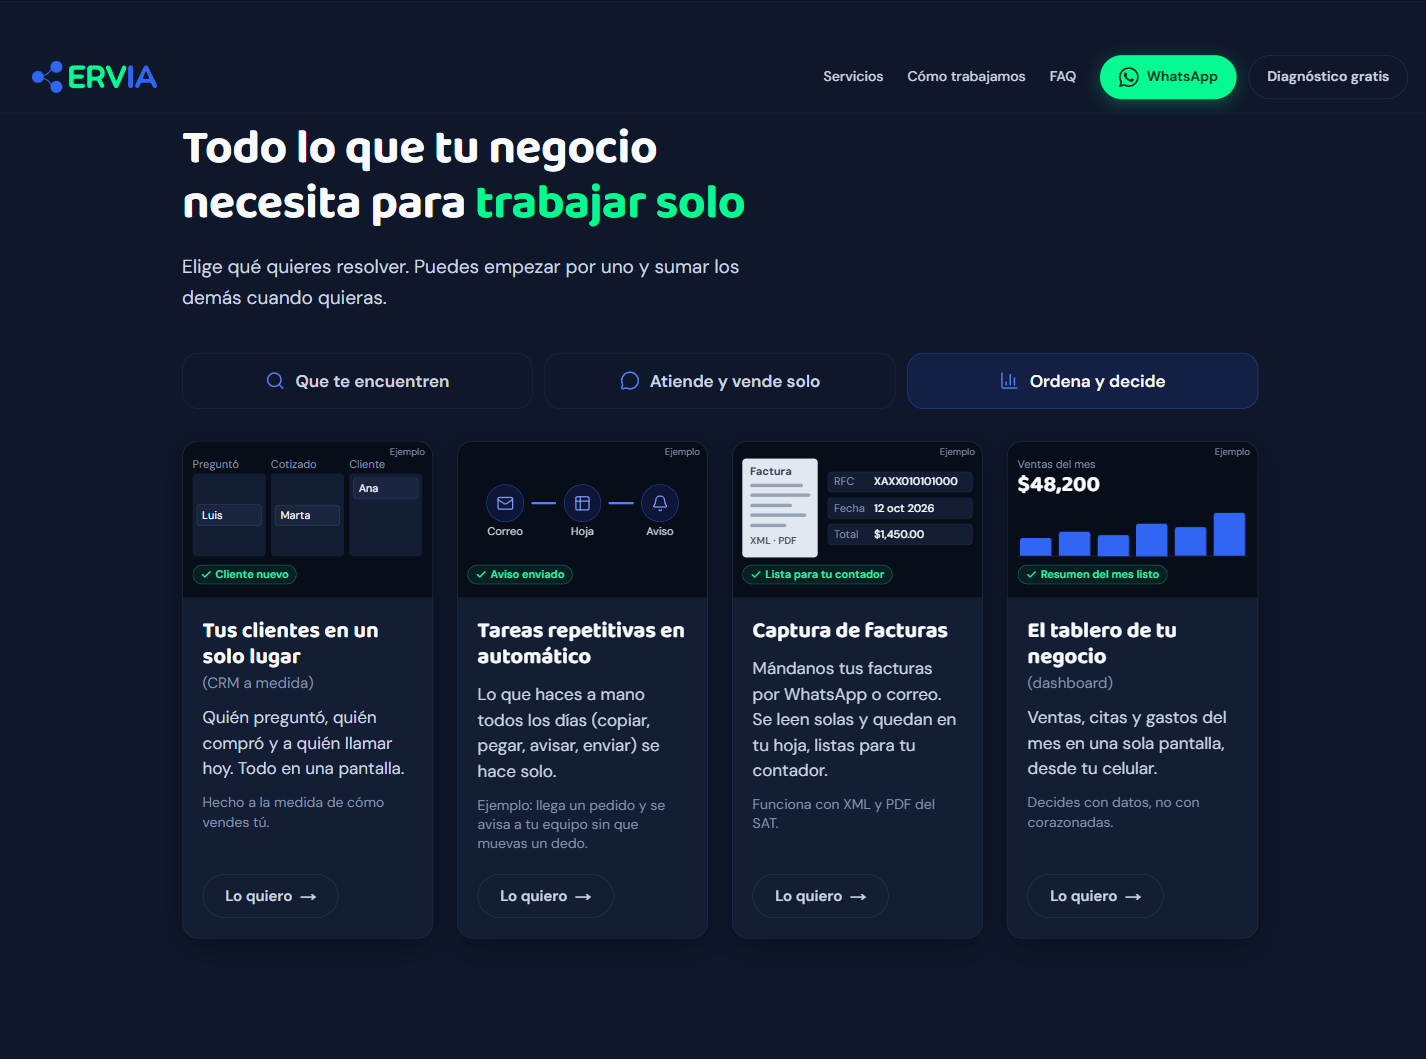 ERVIA
Servicios
Cómo trabajamos
FAQ
WhatsApp
Diagnóstico gratis
Todo lo que tu negocio
necesita para trabajar solo
Elige qué quieres resolver. Puedes empezar por uno y sumar los
demás cuando quieras.
Que te encuentren
Atiende y vende solo
Ordena y decide
Ejemplo
Preguntó
Cotizado
Cliente
Ana
Luis
Marta
Cliente nuevo
Tus clientes en un
solo lugar
(CRM a medida)
Quién preguntó, quién
compró y a quién llamar
hoy. Todo en una pantalla.
Hecho a la medida de cómo
vendes tú.
Lo quiero →
Ejemplo
Correo
Hoja
Aviso
Aviso enviado
Tareas repetitivas en
automático
Lo que haces a mano
todos los días (copiar,
pegar, avisar, enviar) se
hace solo.
Ejemplo: llega un pedido y se
avisa a tu equipo sin que
muevas un dedo.
Lo quiero →
Ejemplo
Factura
XML · PDF
RFC XAXX010101000
Fecha 12 oct 2026
Total $1,450.00
Lista para tu contador
Captura de facturas
Mándanos tus facturas
por WhatsApp o correo.
Se leen solas y quedan en
tu hoja, listas para tu
contador.
Funciona con XML y PDF del
SAT.
Lo quiero →
Ejemplo
Ventas del mes
$48,200
Resumen del mes listo
El tablero de tu
negocio
(dashboard)
Ventas, citas y gastos del
mes en una sola pantalla,
desde tu celular.
Decides con datos, no con
corazonadas.
Lo quiero →